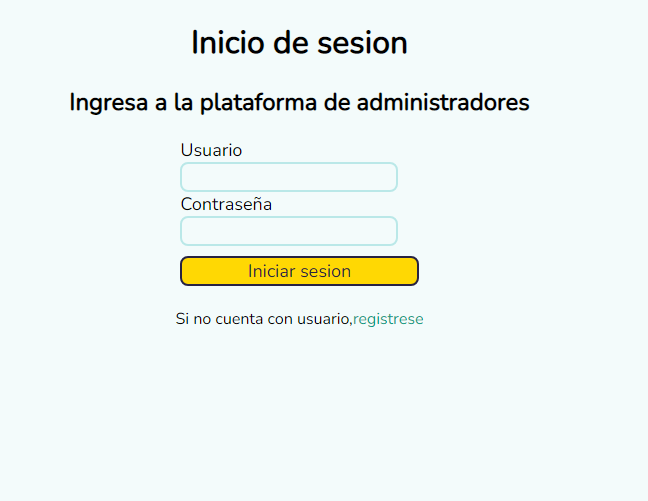 Inicio de sesion
Ingresa a la plataforma de administradores
Usuario
Contraseña
Iniciar sesion
Si no cuenta con usuario,registrese